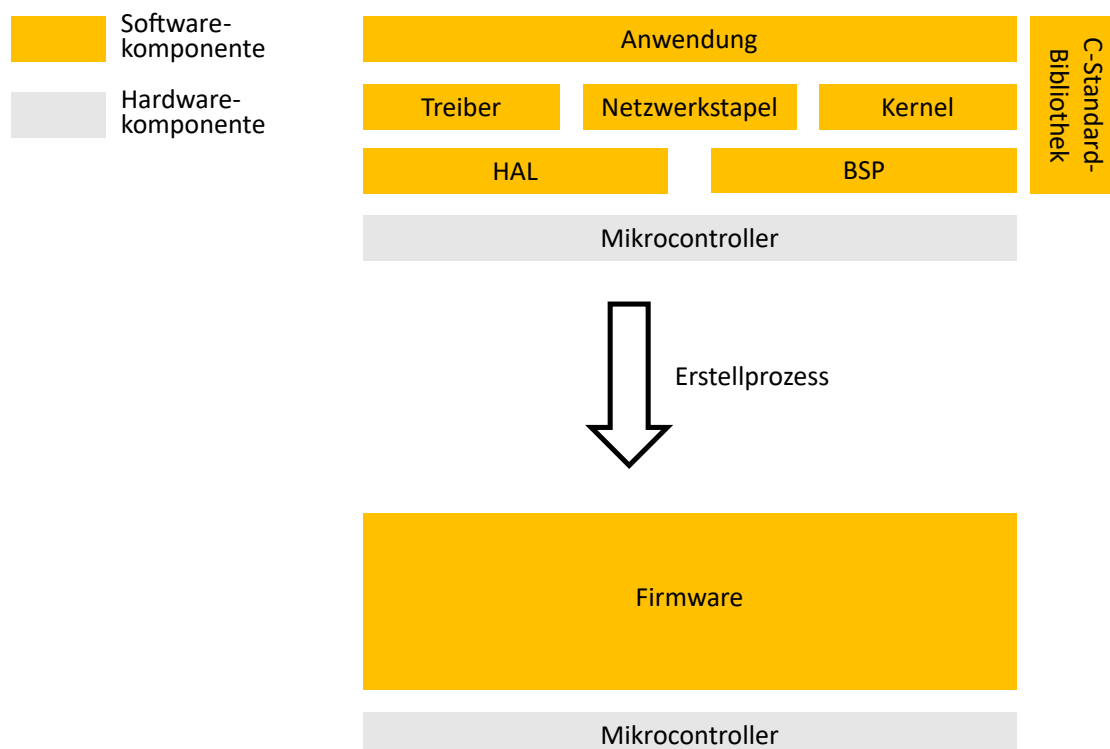 Software-
komponente
Hardware-
komponente
Anwendung
Treiber
Netzwerkstapel
Kernel
HAL
BSP
C-Standard-
Bibliothek
Mikrocontroller
Erstellprozess
Firmware
Mikrocontroller